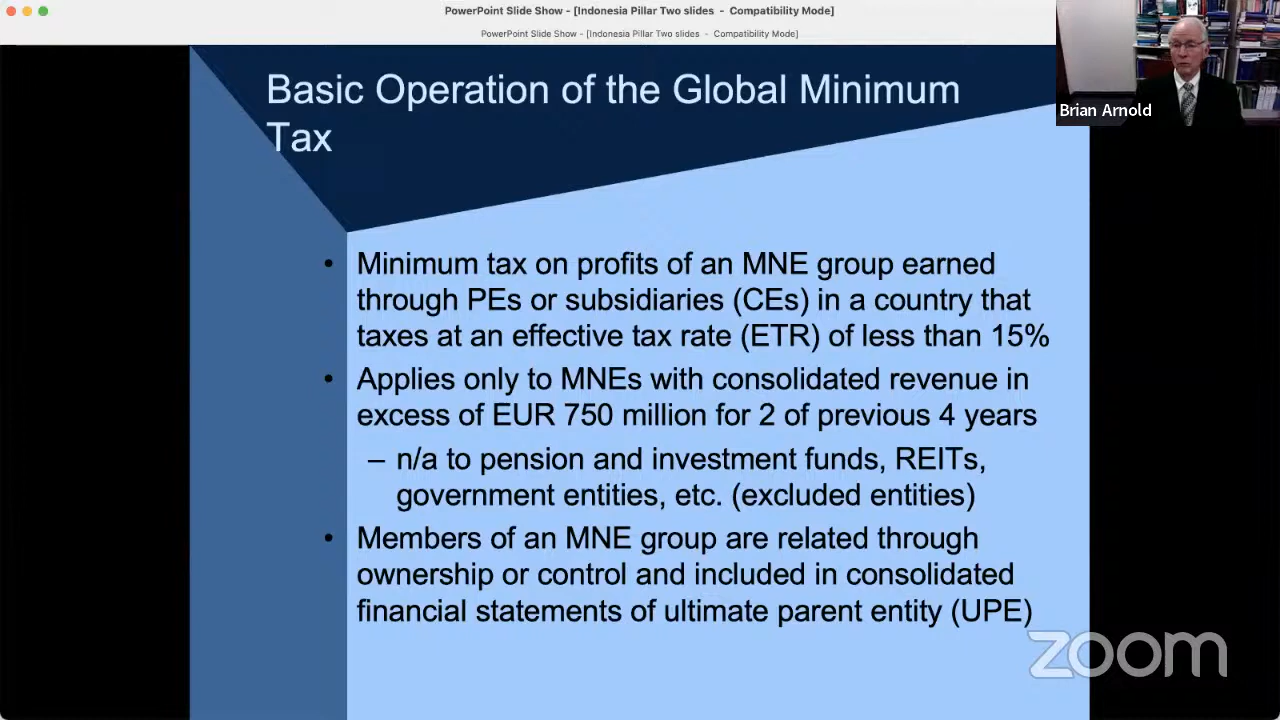 PowerPoint Slide Show - [Indonesia Pillar Two slides - Compatibility Mode]
PowerPoint Slide Show - [Indonesia Pillar Two slides - Compatibility Mode]
Brian Arnold
Basic Operation of the Global Minimum
Tax
• Minimum tax on profits of an MNE group earned
through PEs or subsidiaries (CEs) in a country that
taxes at an effective tax rate (ETR) of less than 15%
• Applies only to MNEs with consolidated revenue in
excess of EUR 750 million for 2 of previous 4 years
– n/a to pension and investment funds, REITs,
government entities, etc. (excluded entities)
• Members of an MNE group are related through
ownership or control and included in consolidated
financial statements of ultimate parent entity (UPE)
zoom